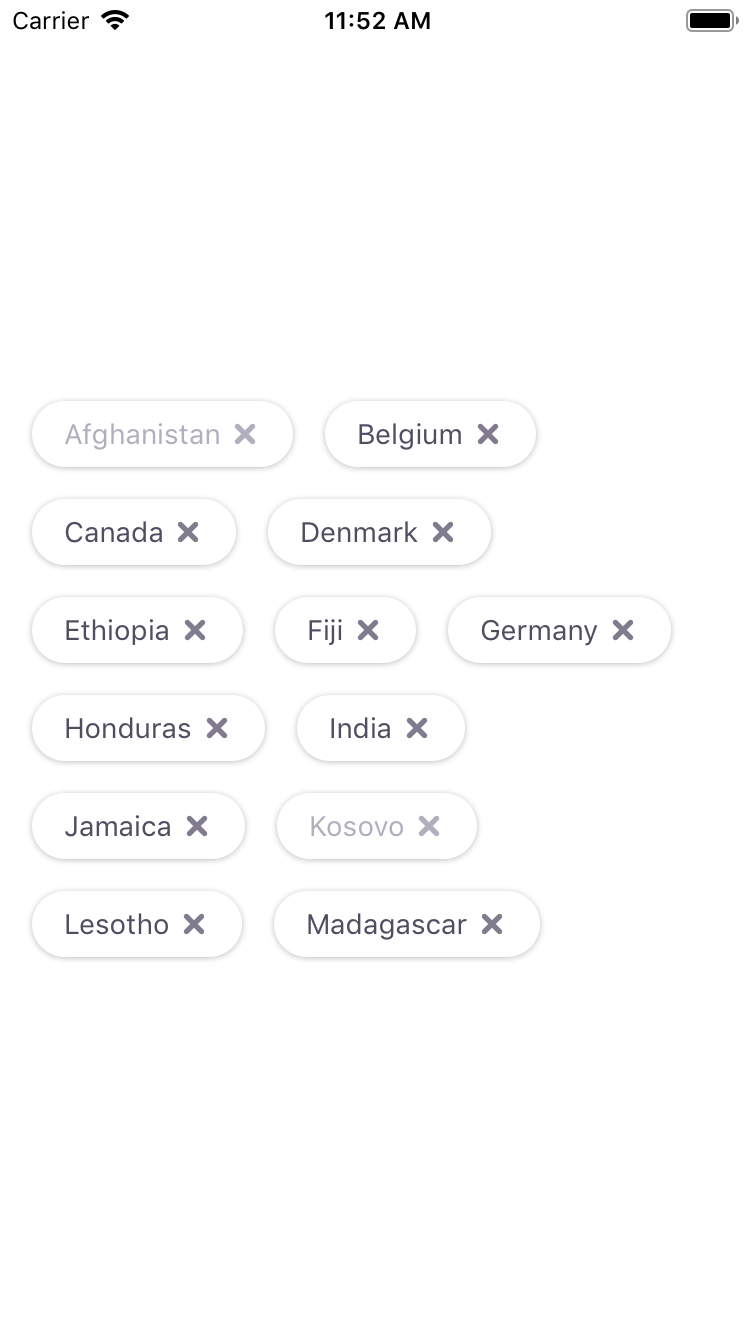 Carrier 11:52 AM
Afghanistan Belgium
Canada Denmark
Ethiopia Fiji Germany
Honduras India
Jamaica Kosovo
Lesotho Madagascar